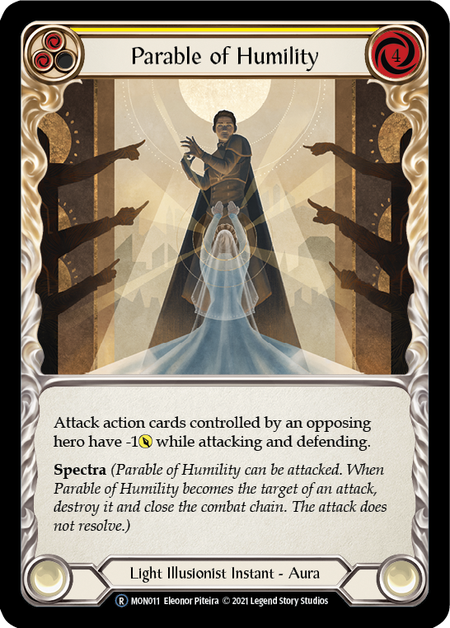 Parable of Humility
4
Attack action cards controlled by an opposing
hero have -1 while attacking and defending.
Spectra (Parable of Humility can be attacked. When
Parable of Humility becomes the target of an attack,
destroy it and close the combat chain. The attack does
not resolve.)
Light Illusionist Instant - Aura
R MON011 Eleonor Piteira © 2021 Legend Story Studios